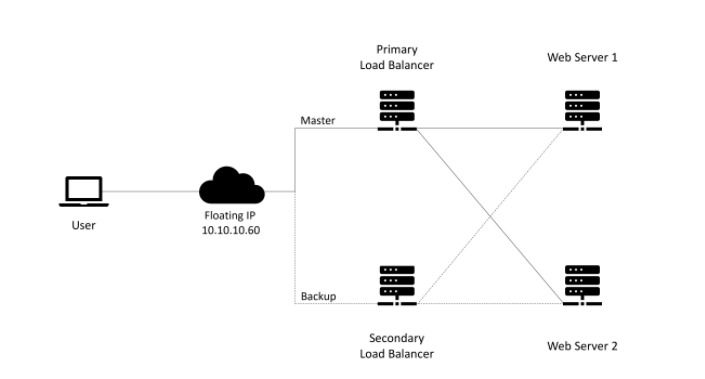 Primary
Load Balancer
Web Server 1
Master
User
Floating IP
10.10.10.60
Backup
Secondary
Load Balancer
Web Server 2